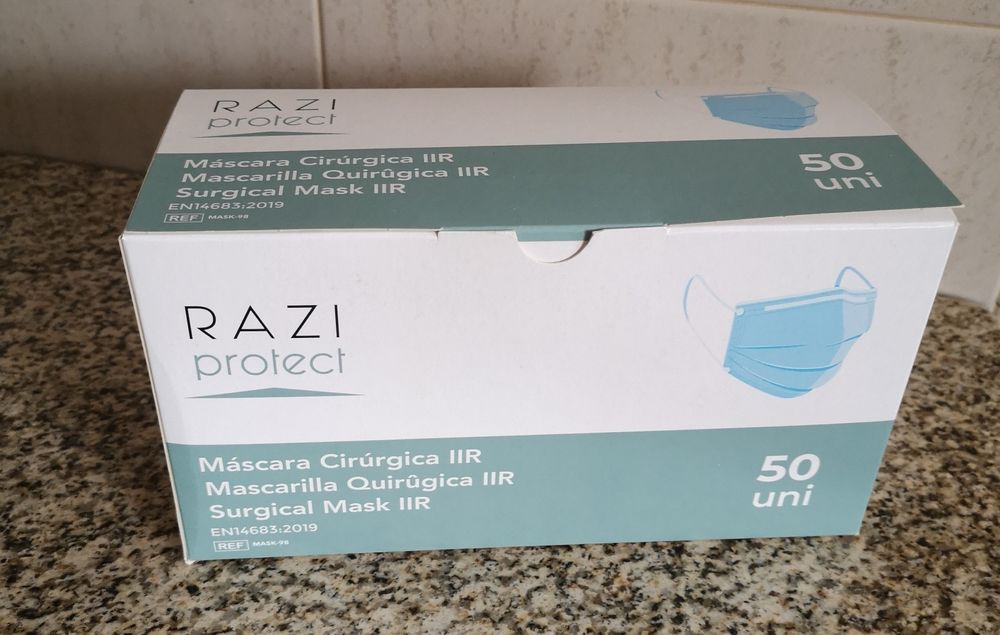 RAZI
protect
Máscara Cirúrgica IIR
Mascarilla Quirûgica IIR
Surgical Mask IIR
EN14683:2019
REF MASK-98
50
uni
RAZI
protect
Máscara Cirúrgica IIR
Mascarilla Quirûgica IIR
Surgical Mask IIR
EN14683:2019
REF MASK-98
50
uni